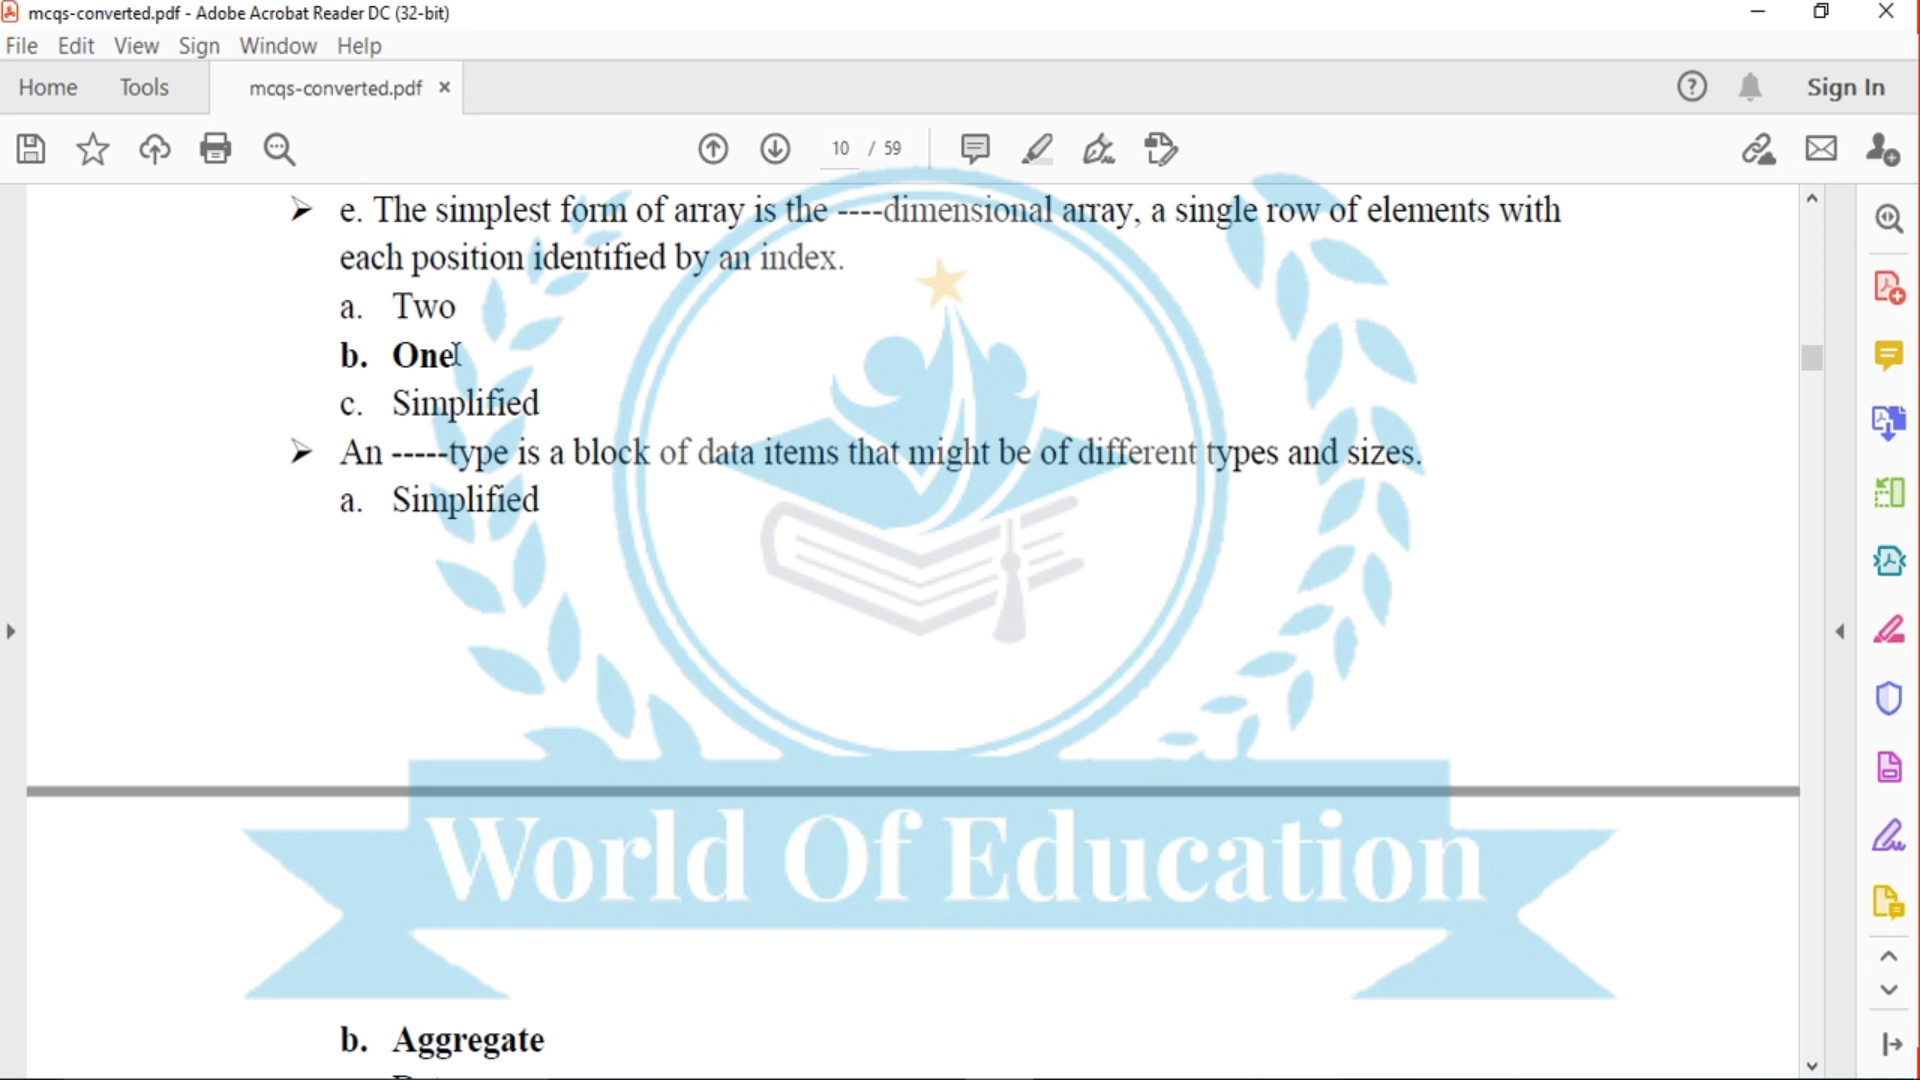 mcqs-converted.pdf - Adobe Acrobat Reader DC (32-bit)
File Edit View Sign Window Help
Home Tools mcqs-converted.pdf × Sign In
10 / 59
➢ e. The simplest form of array is the ----dimensional array, a single row of elements with
each position identified by an index.
a. Two
b. One
c. Simplified
➢ An -----type is a block of data items that might be of different types and sizes.
a. Simplified
World Of Education
b. Aggregate